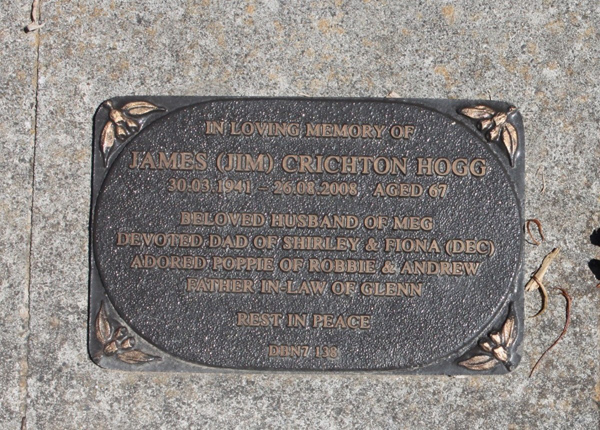 IN LOVING MEMORY OF
JAMES (JIM) CRICHTON HOGG
30.03.1941 - 26.08.2008 AGED 67
BELOVED HUSBAND OF MEG
DEVOTED DAD OF SHIRLEY & FIONA (DEC)
ADORED POPPIE OF ROBBIE & ANDREW
FATHER IN-LAW OF GLENN
REST IN PEACE
DBN7 138